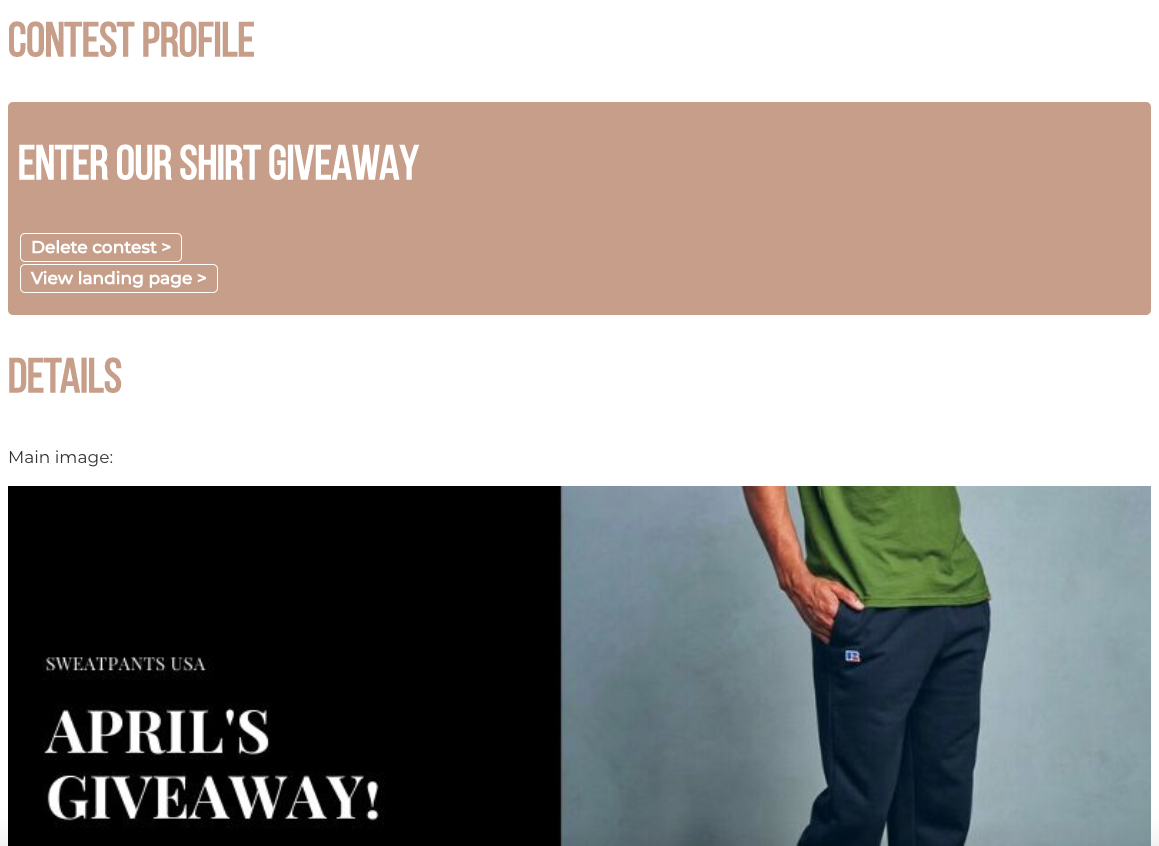 CONTEST PROFILE
ENTER OUR SHIRT GIVEAWAY
Delete contest >
View landing page >
DETAILS
Main image:
SWEATPANTS USA
APRIL'S
GIVEAWAY!